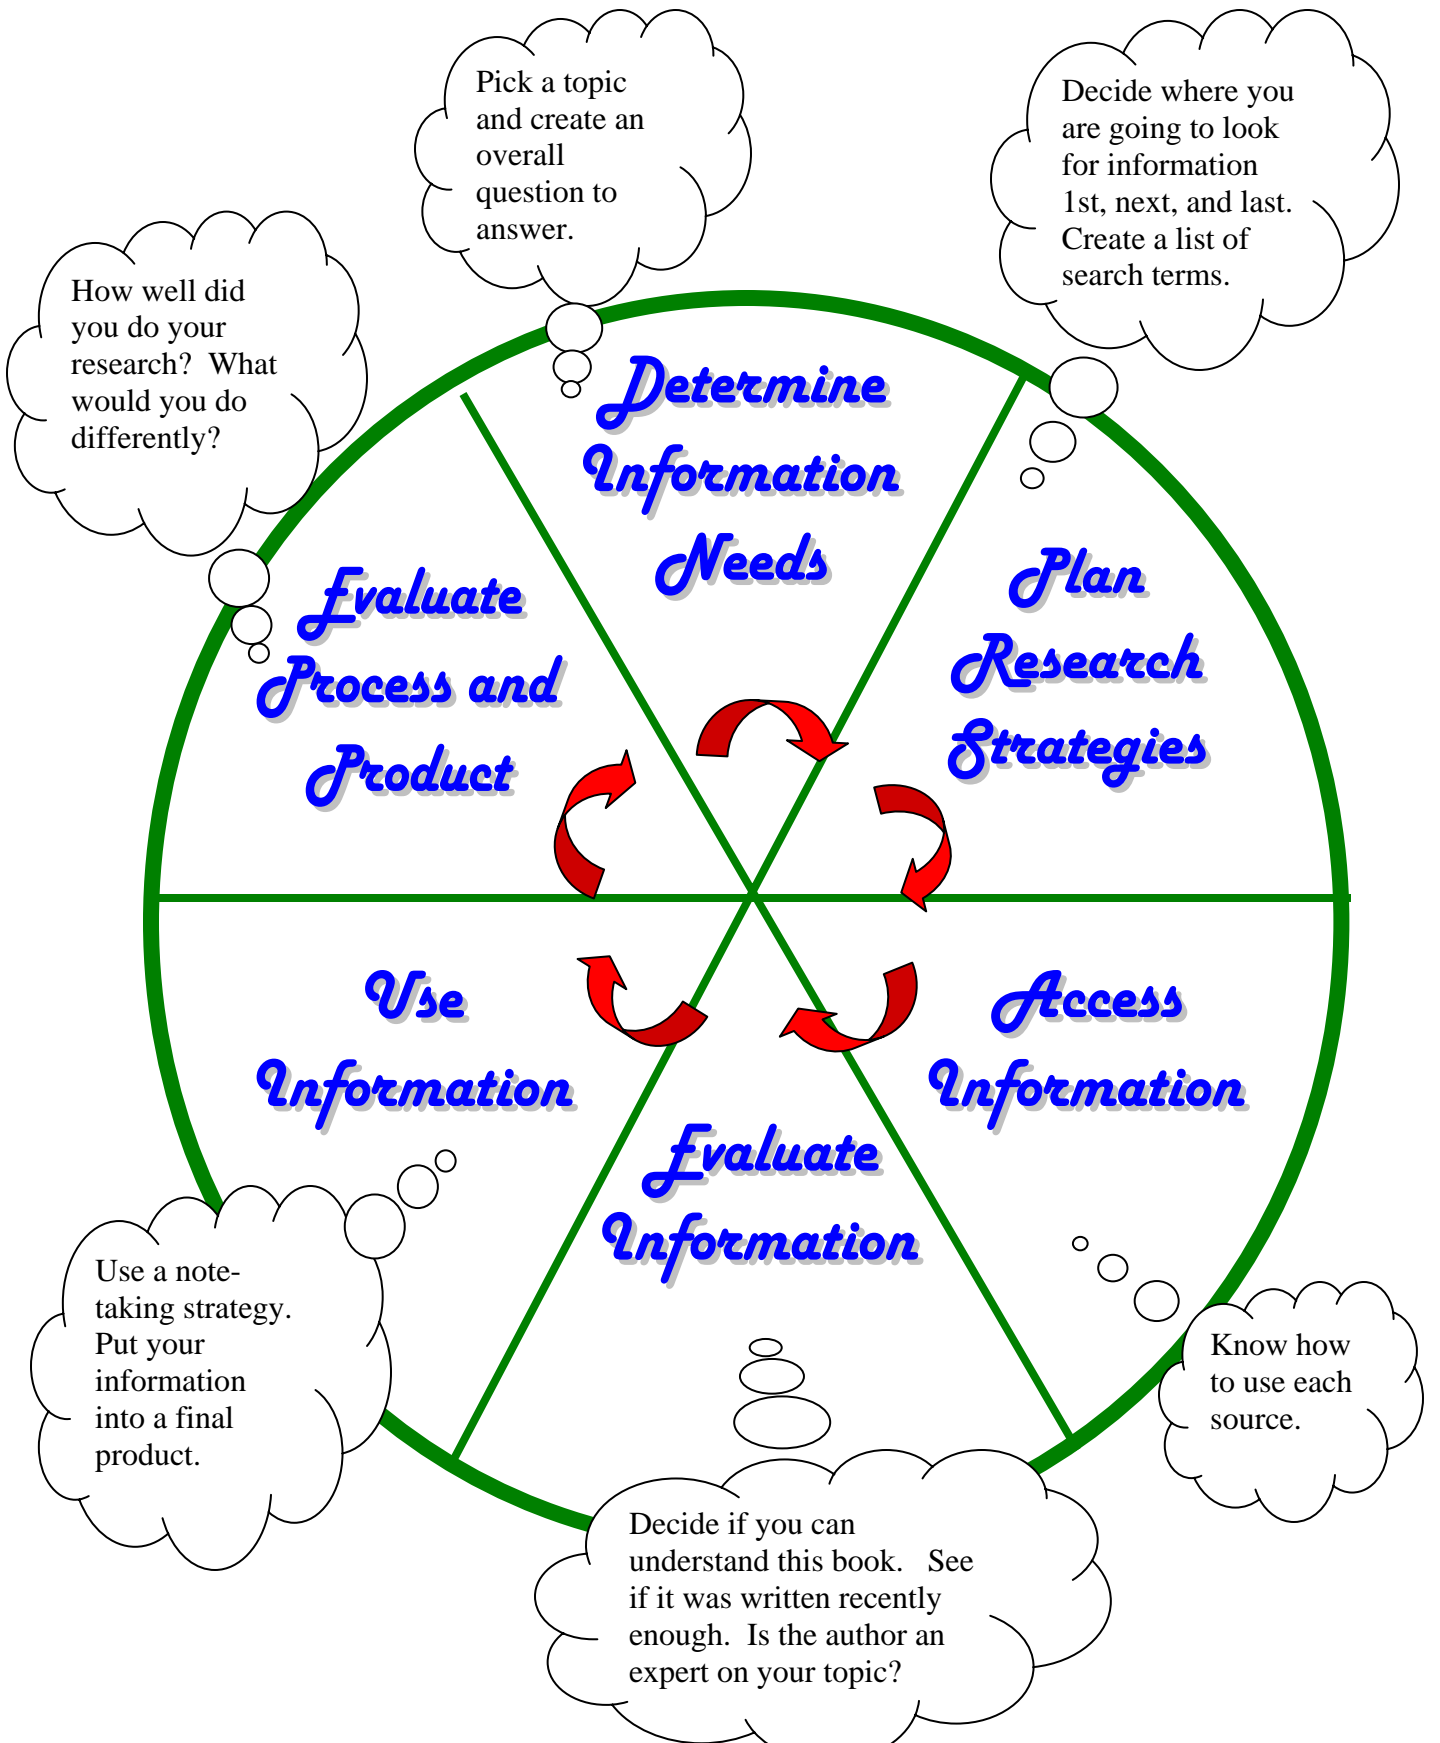 Pick a topic
and create an
overall
question to
answer.
Decide where you
are going to look
for information
1st, next, and last.
Create a list of
search terms.
How well did
you do your
research?  What
would you do
differently?
Determine
Information
Needs
Plan
Research
Strategies
Evaluate
Process and
Product
Use
Information
Access
Information
Evaluate
Information
Use a note-
taking strategy.
Put your
information
into a final
product.
Know how
to use each
source.
Decide if you can
understand this book.   See
if it was written recently
enough.  Is the author an
expert on your topic?